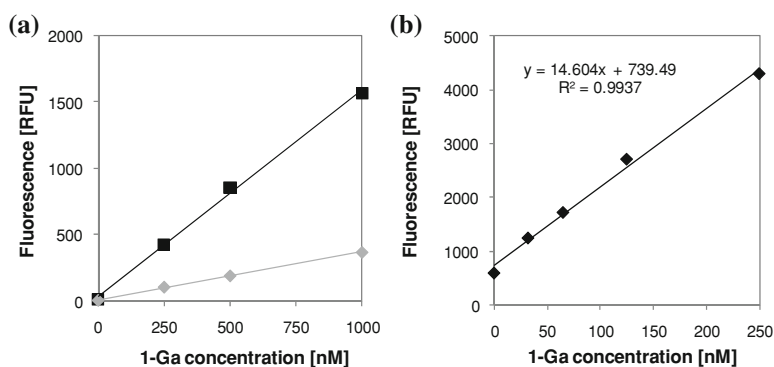 (a)
Fluorescence [RFU]
2000
1500
1000
500
0
0 250 500 750 1000
1-Ga concentration [nM]
(b)
Fluorescence [RFU]
5000
4000
3000
2000
1000
0
y = 14.604x + 739.49
R² = 0.9937
0 50 100 150 200 250
1-Ga concentration [nM]